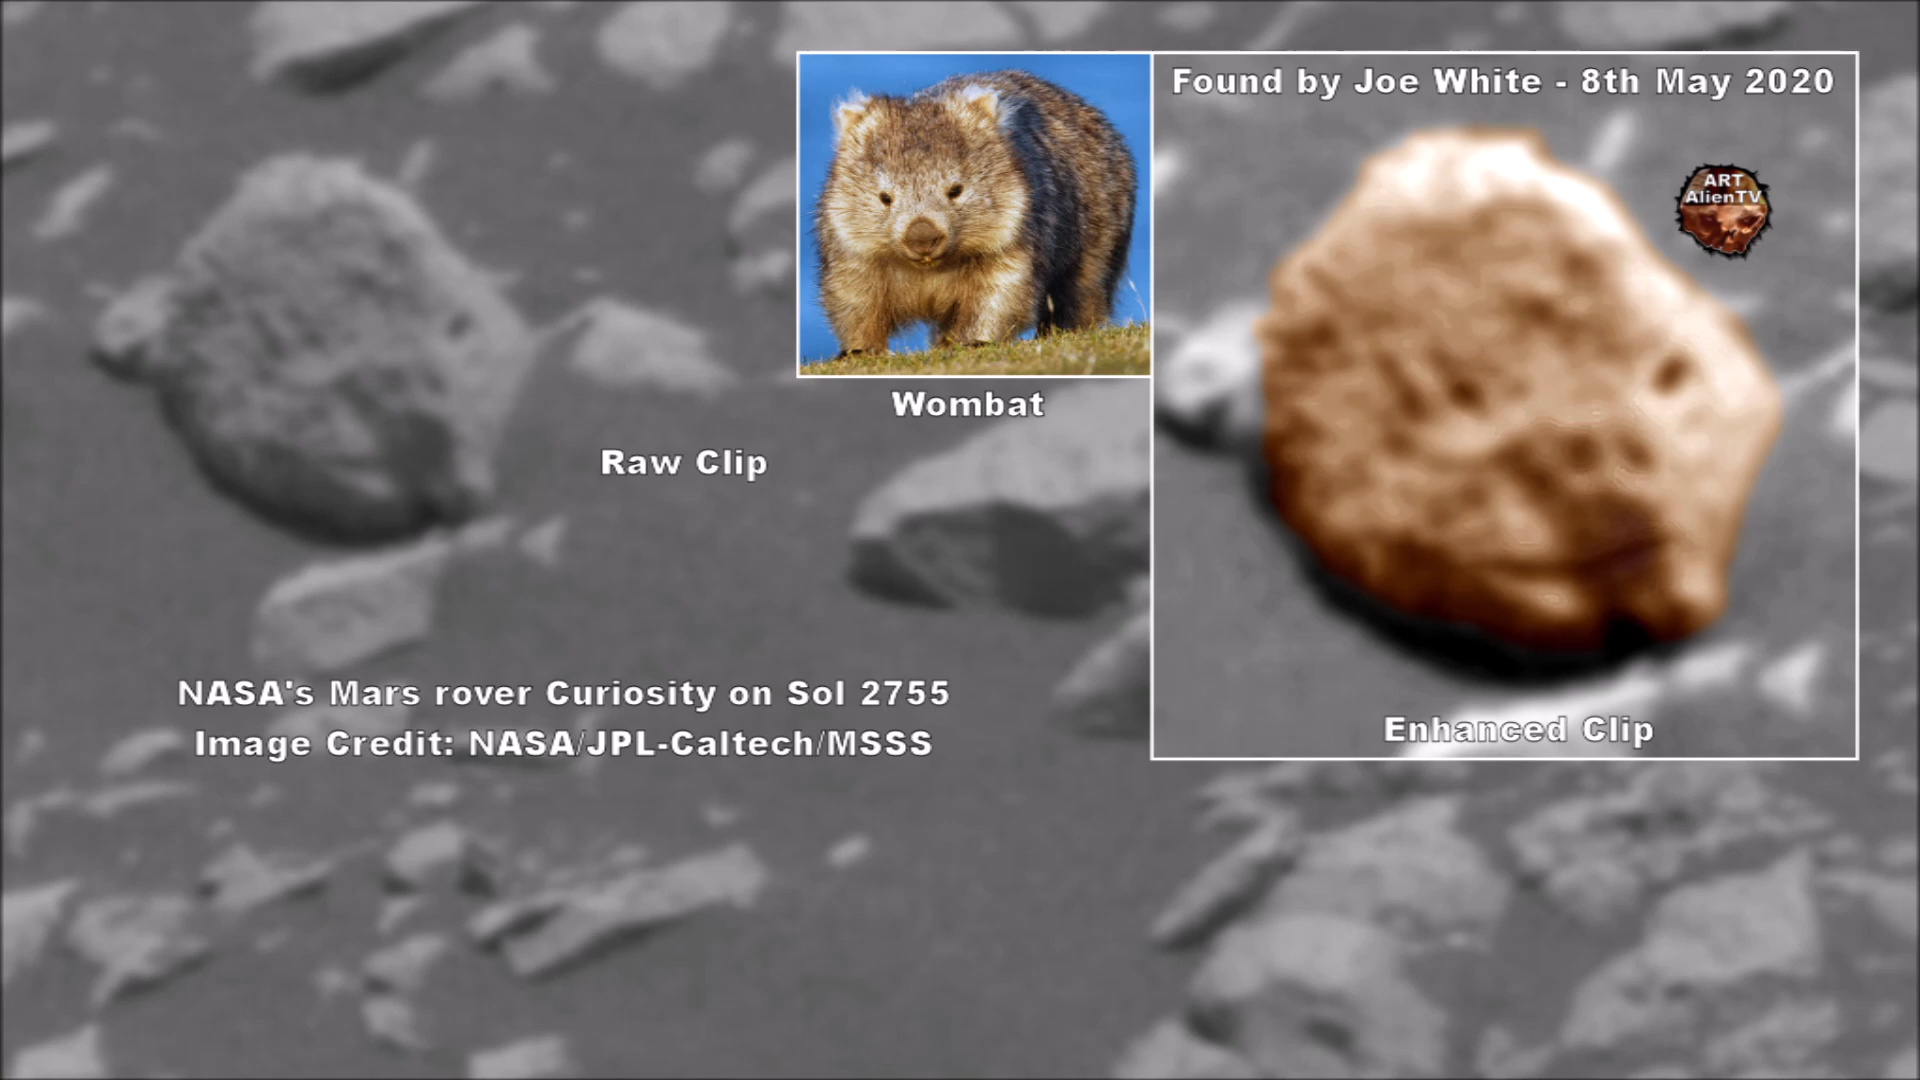 Found by Joe White - 8th May 2020
ART
AlienTV
Wombat
Raw Clip
NASA's Mars rover Curiosity on Sol 2755
Image Credit: NASA/JPL-Caltech/MSSS
Enhanced Clip